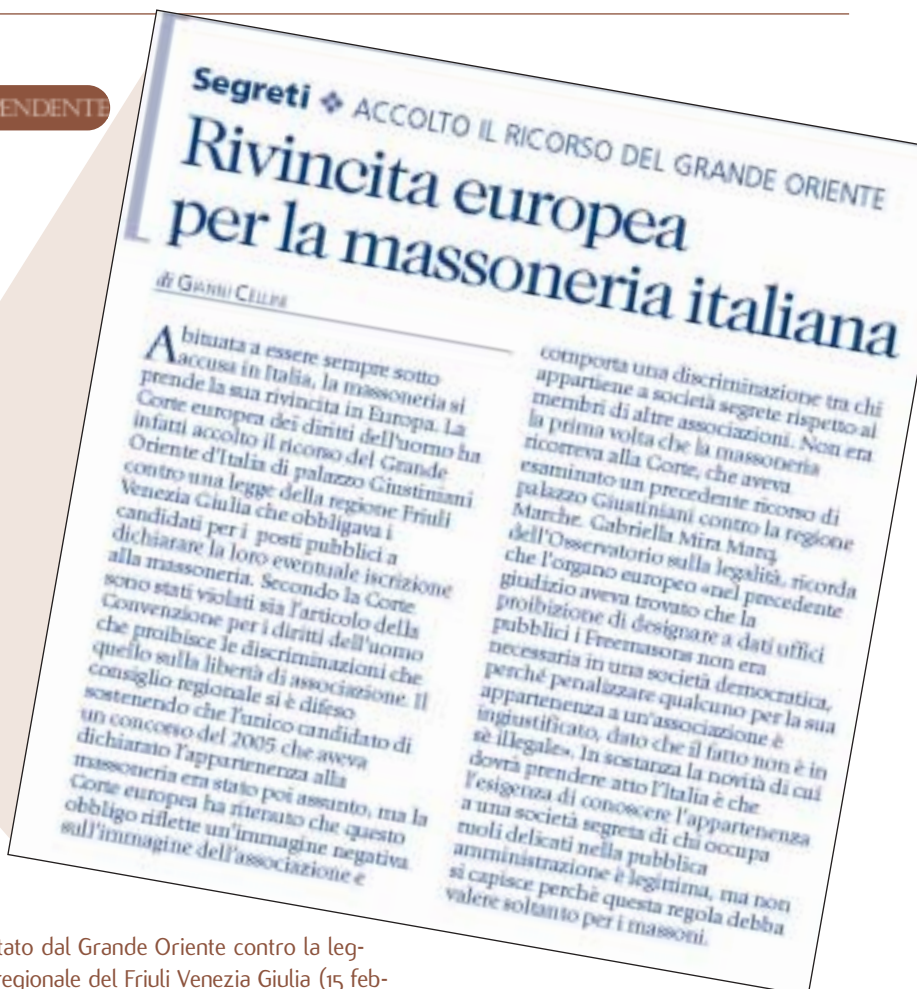 PENDENTE
Segreti ❖ ACCOLTO IL RICORSO DEL GRANDE ORIENTE
Rivincita europea
per la massoneria italiana
di GIANNI CELLINI
Abituata a essere sempre sotto
accusa in Italia, la massoneria si
prende la sua rivincita in Europa. La
Corte europea dei diritti dell'uomo ha
infatti accolto il ricorso del Grande
Oriente d'Italia di palazzo Giustiniani
contro una legge della regione Friuli
Venezia Giulia che obbligava i
candidati per i posti pubblici a
dichiarare la loro eventuale iscrizione
alla massoneria. Secondo la Corte
sono stati violati sia l'articolo della
Convenzione per i diritti dell'uomo
che proibisce le discriminazioni che
quello sulla libertà di associazione. Il
consiglio regionale si è difeso
sostenendo che l'unico candidato di
un concorso del 2005 che aveva
dichiarato l'appartenenza alla
massoneria era stato poi assunto, ma la
Corte europea ha ritenuto che questo
obbligo riflette un'immagine negativa
sull'immagine dell'associazione e
comporta una discriminazione tra chi
appartiene a società segrete rispetto ai
membri di altre associazioni. Non era
la prima volta che la massoneria
ricorreva alla Corte, che aveva
esaminato un precedente ricorso di
palazzo Giustiniani contro la regione
Marche. Gabriella Mira Marq,
dell'Osservatorio sulla legalità, ricorda
che l'organo europeo «nel precedente
giudizio aveva trovato che la
proibizione di designare a dati uffici
pubblici i Freemasons non era
necessaria in una società democratica,
perché penalizzare qualcuno per la sua
appartenenza a un'associazione è
ingiustificato, dato che il fatto non è in
sè illegale». In sostanza la novità di cui
dovrà prendere atto l'Italia è che
l'esigenza di conoscere l'appartenenza
a una società segreta di chi occupa
ruoli delicati nella pubblica
amministrazione è legittima, ma non
si capisce perchè questa regola debba
valere soltanto per i massoni.
tato dal Grande Oriente contro la leg-
regionale del Friuli Venezia Giulia (15 feb-